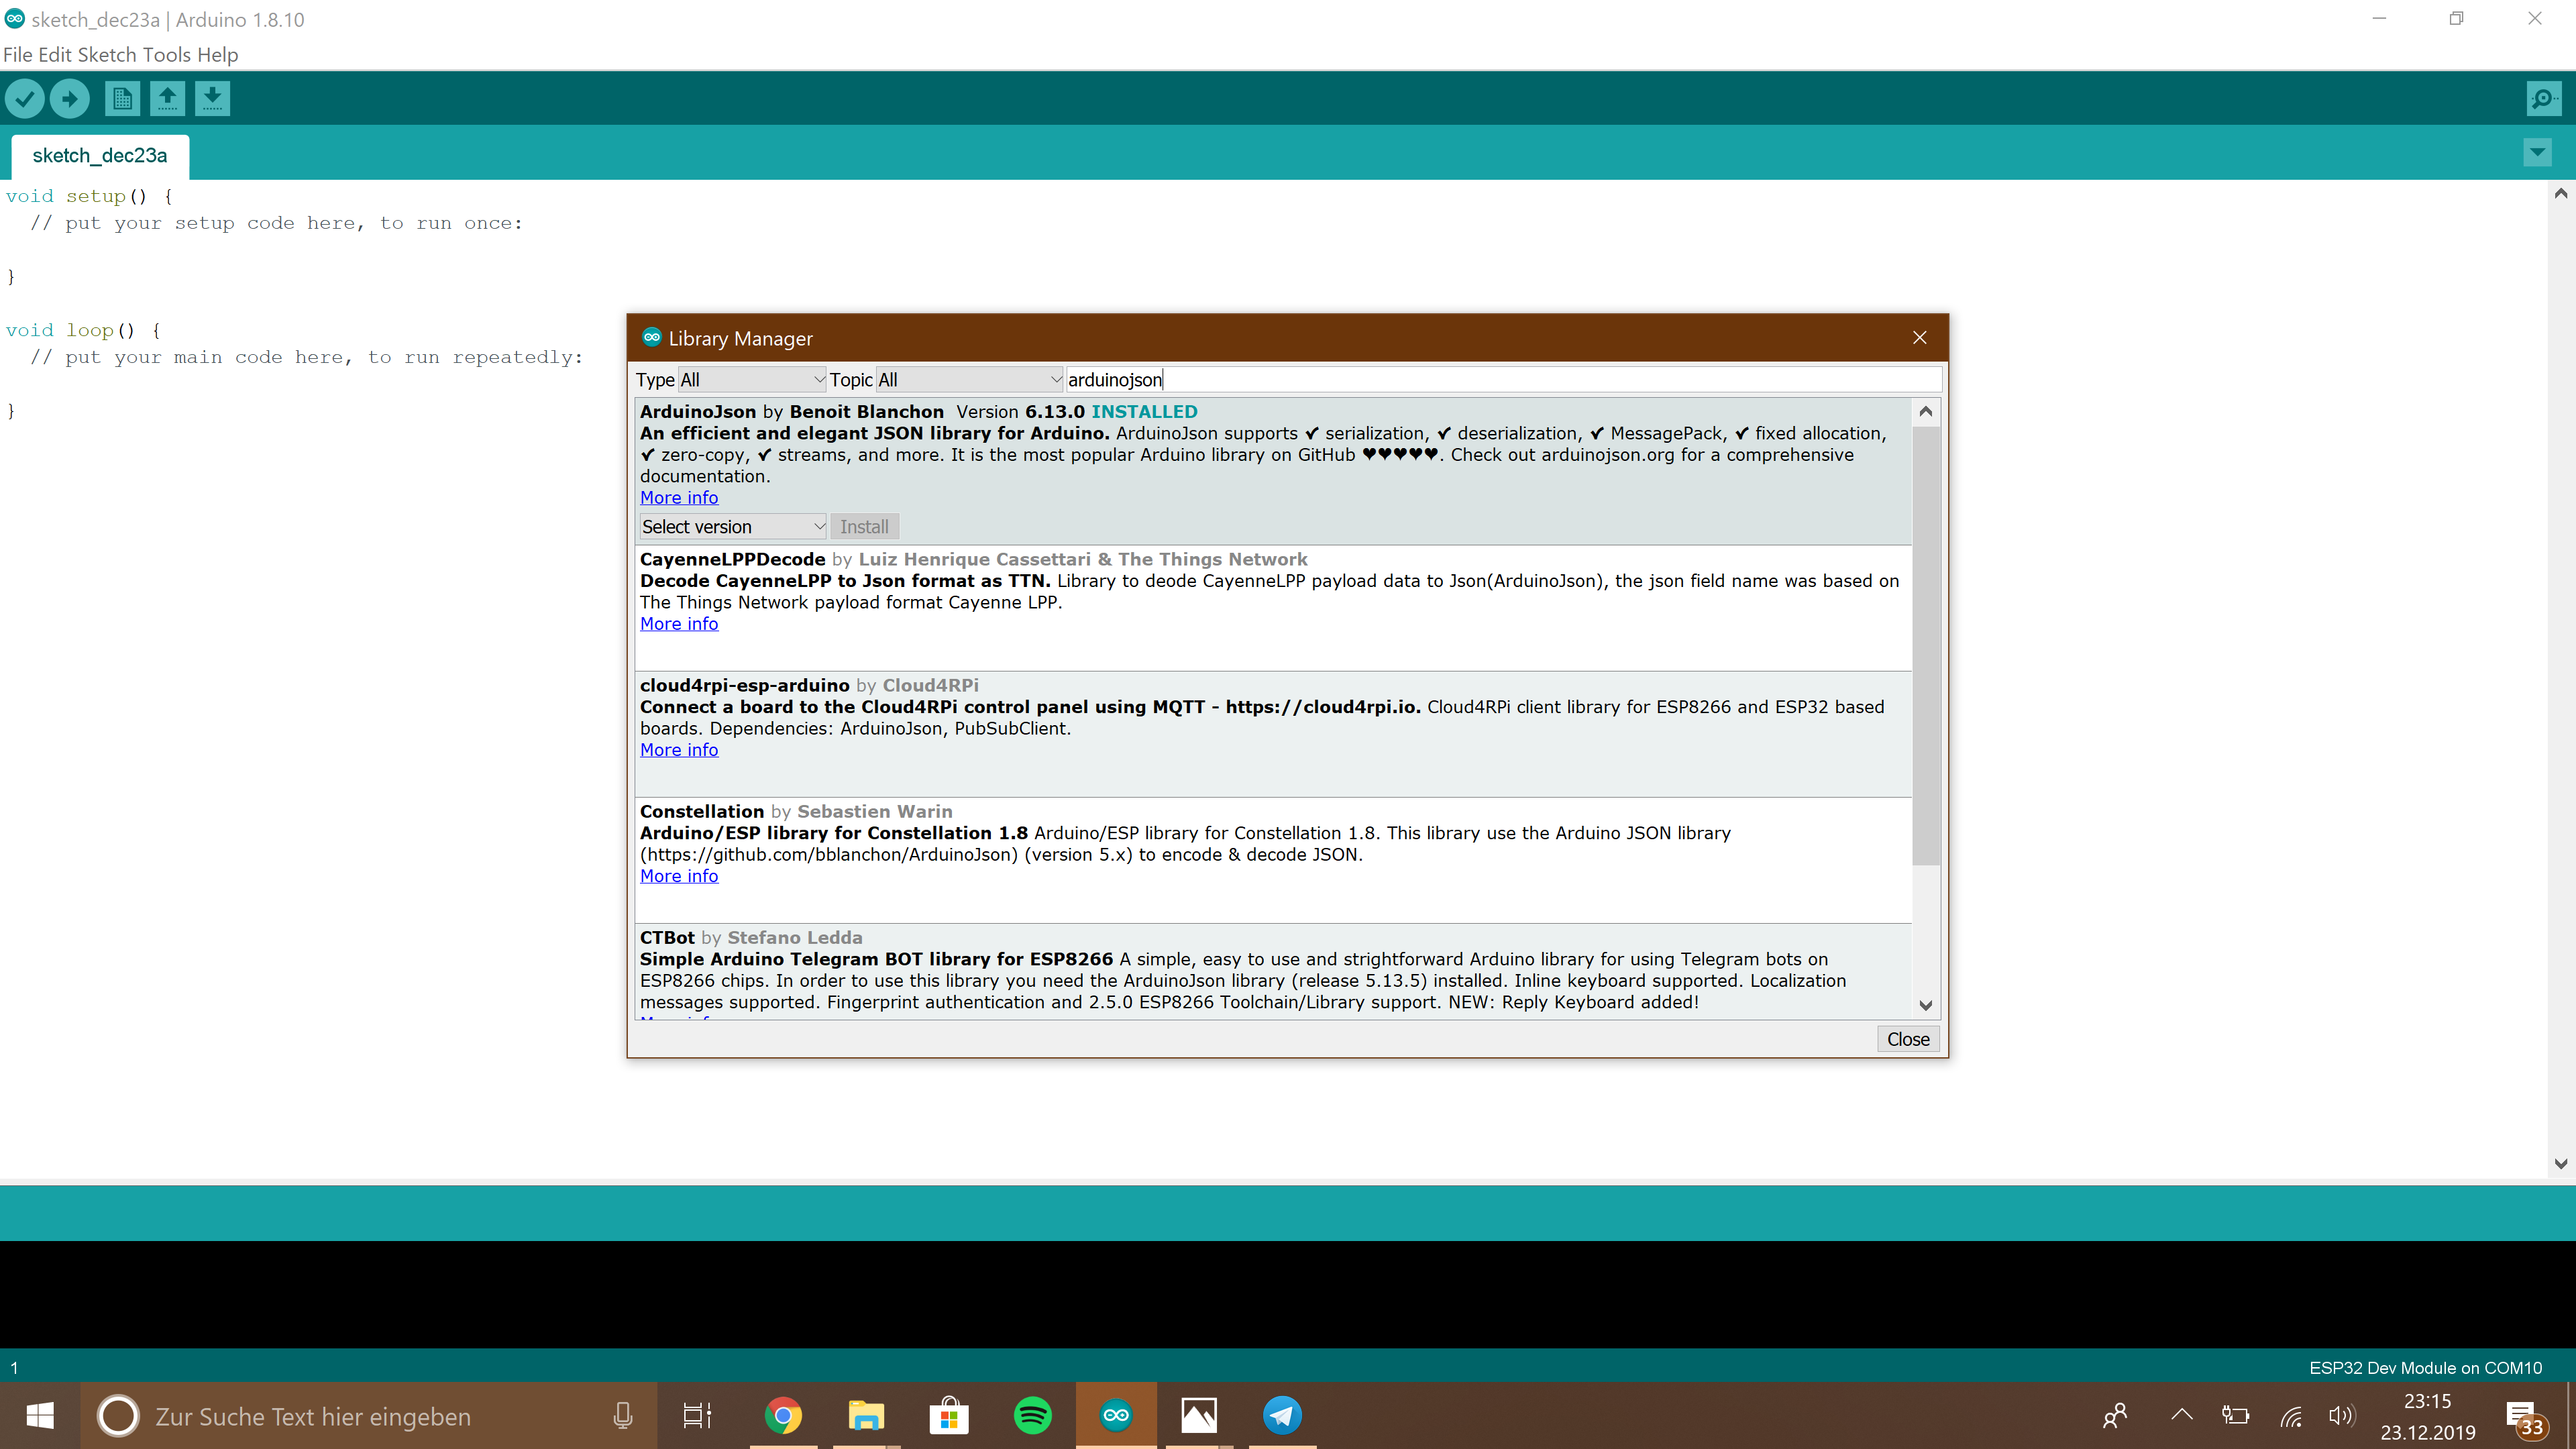 sketch_dec23a | Arduino 1.8.10
File Edit Sketch Tools Help
sketch_dec23a
void setup() {
// put your setup code here, to run once:
}
void loop() {
// put your main code here, to run repeatedly:
}
Library Manager
Type All Topic All arduinojson
ArduinoJson by Benoit Blanchon Version 6.13.0 INSTALLED
An efficient and elegant JSON library for Arduino. ArduinoJson supports ✔ serialization, ✔ deserialization, ✔ MessagePack, ✔ fixed allocation,
✔ zero-copy, ✔ streams, and more. It is the most popular Arduino library on GitHub ♥♥♥♥♥. Check out arduinojson.org for a comprehensive
documentation.
More info
Select version Install
CayenneLPPDecode by Luiz Henrique Cassettari & The Things Network
Decode CayenneLPP to Json format as TTN. Library to deode CayenneLPP payload data to Json(ArduinoJson), the json field name was based on
The Things Network payload format Cayenne LPP.
More info
cloud4rpi-esp-arduino by Cloud4RPi
Connect a board to the Cloud4RPi control panel using MQTT - https://cloud4rpi.io. Cloud4RPi client library for ESP8266 and ESP32 based
boards. Dependencies: ArduinoJson, PubSubClient.
More info
Constellation by Sebastien Warin
Arduino/ESP library for Constellation 1.8 Arduino/ESP library for Constellation 1.8. This library use the Arduino JSON library
(https://github.com/bblanchon/ArduinoJson) (version 5.x) to encode & decode JSON.
More info
CTBot by Stefano Ledda
Simple Arduino Telegram BOT library for ESP8266 A simple, easy to use and strightforward Arduino library for using Telegram bots on
ESP8266 chips. In order to use this library you need the ArduinoJson library (release 5.13.5) installed. Inline keyboard supported. Localization
messages supported. Fingerprint authentication and 2.5.0 ESP8266 Toolchain/Library support. NEW: Reply Keyboard added!
Close
1
ESP32 Dev Module on COM10
Zur Suche Text hier eingeben
23:15
23.12.2019
33